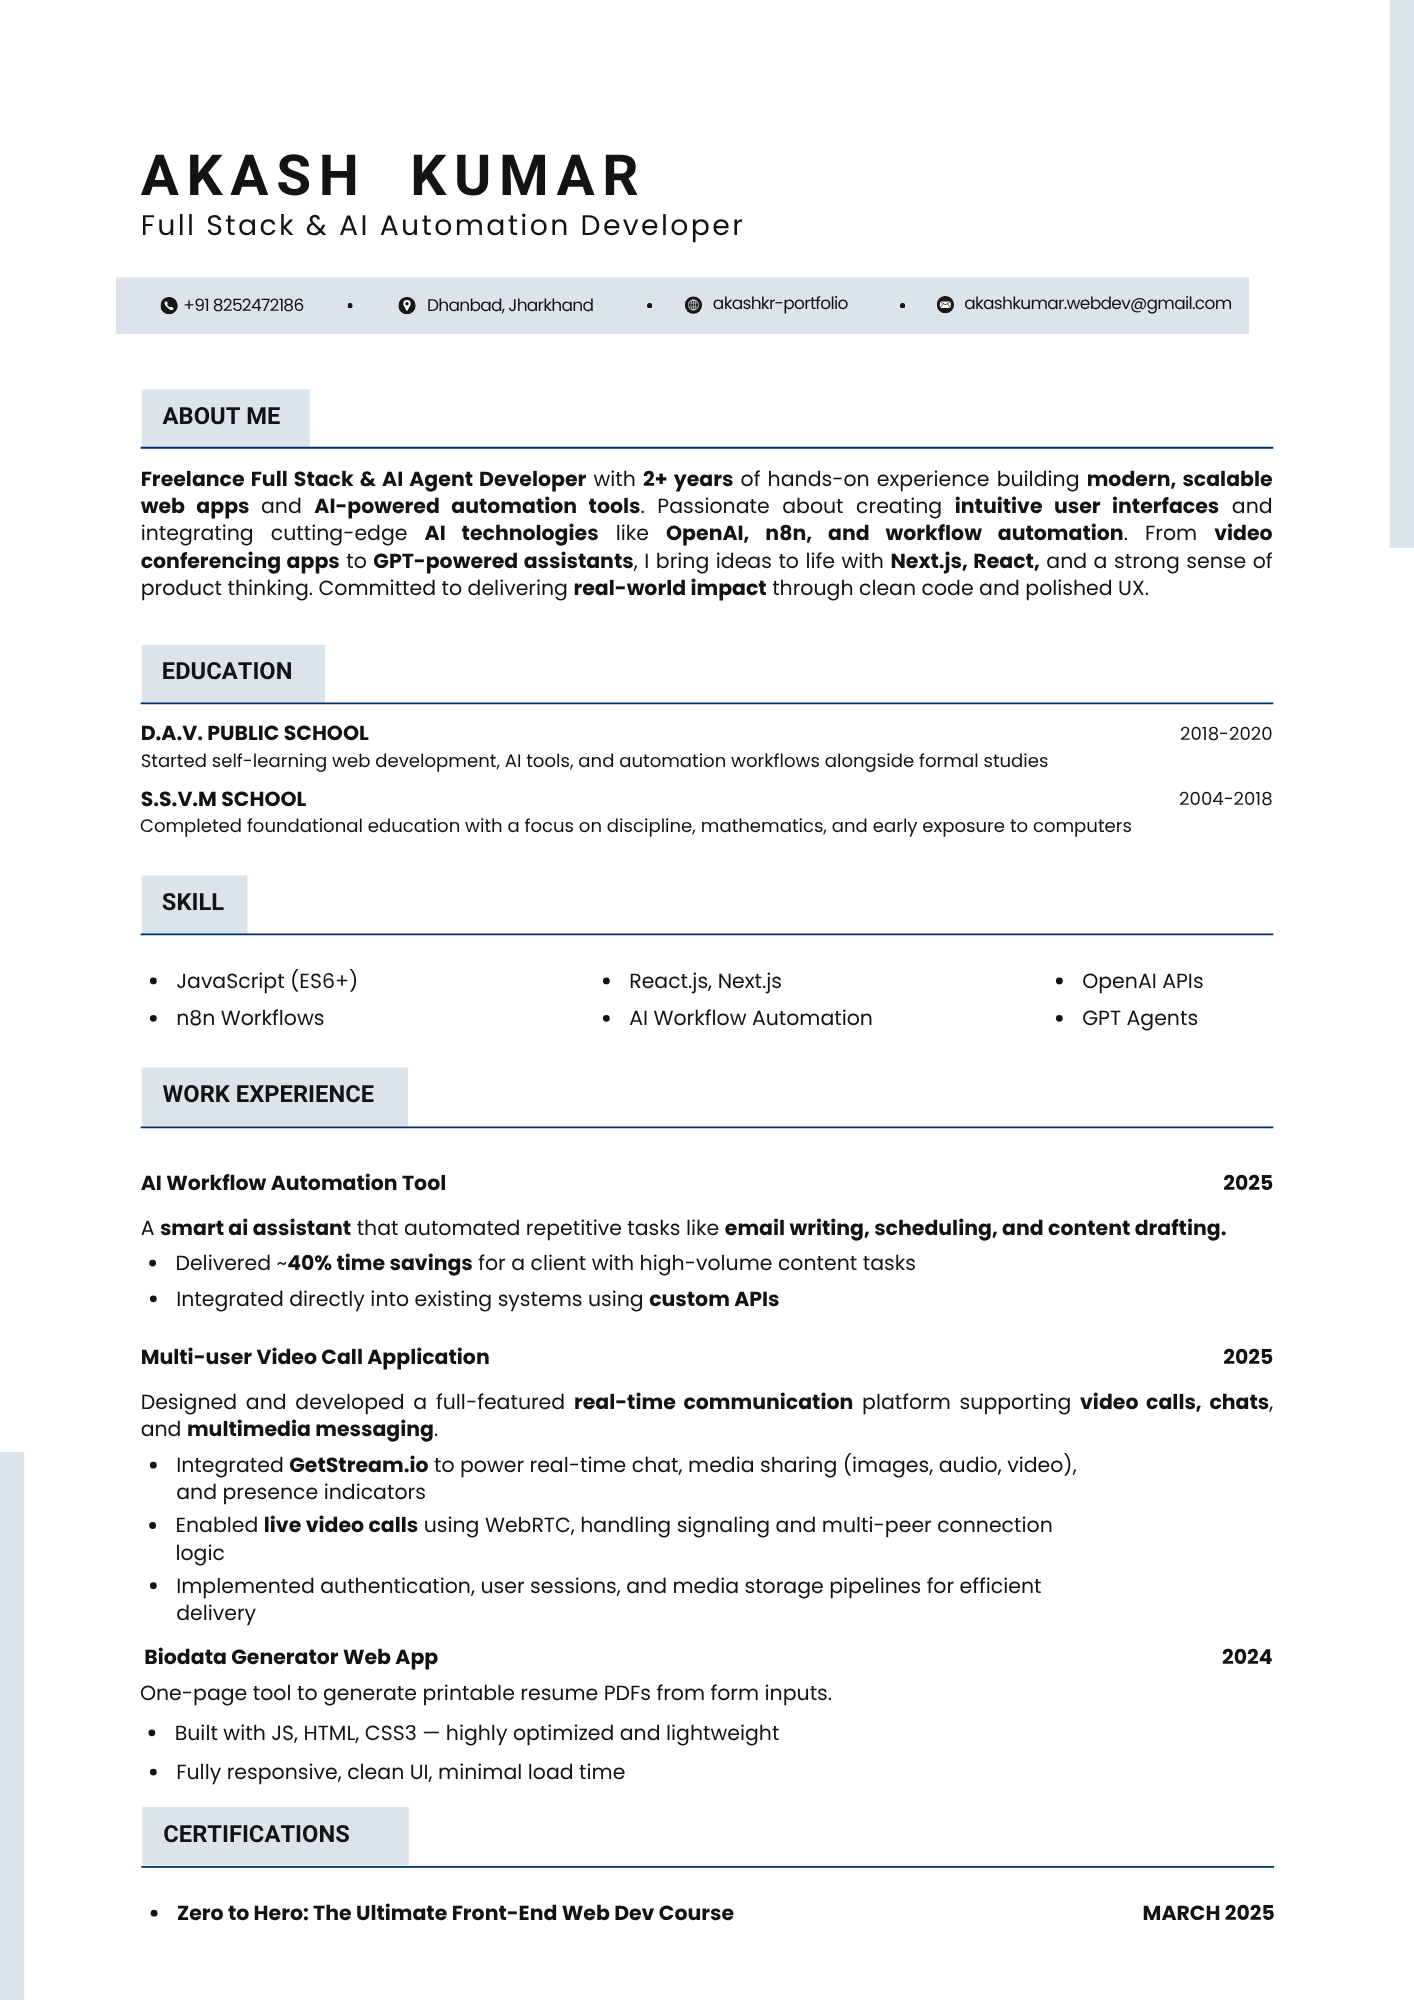 AKASH KUMAR
Full Stack & AI Automation Developer
+91 8252472186 • Dhanbad, Jharkhand • akashkr-portfolio • akashkumar.webdev@gmail.com
ABOUT ME
Freelance Full Stack & AI Agent Developer with 2+ years of hands-on experience building modern, scalable
web apps and AI-powered automation tools. Passionate about creating intuitive user interfaces and
integrating cutting-edge AI technologies like OpenAI, n8n, and workflow automation. From video
conferencing apps to GPT-powered assistants, I bring ideas to life with Next.js, React, and a strong sense of
product thinking. Committed to delivering real-world impact through clean code and polished UX.
EDUCATION
D.A.V. PUBLIC SCHOOL 2018-2020
Started self-learning web development, AI tools, and automation workflows alongside formal studies
S.S.V.M SCHOOL 2004-2018
Completed foundational education with a focus on discipline, mathematics, and early exposure to computers
SKILL
• JavaScript (ES6+) • React.js, Next.js • OpenAI APIs
• n8n Workflows • AI Workflow Automation • GPT Agents
WORK EXPERIENCE
AI Workflow Automation Tool 2025
A smart ai assistant that automated repetitive tasks like email writing, scheduling, and content drafting.
• Delivered ~40% time savings for a client with high-volume content tasks
• Integrated directly into existing systems using custom APIs
Multi-user Video Call Application 2025
Designed and developed a full-featured real-time communication platform supporting video calls, chats,
and multimedia messaging.
• Integrated GetStream.io to power real-time chat, media sharing (images, audio, video),
and presence indicators
• Enabled live video calls using WebRTC, handling signaling and multi-peer connection
logic
• Implemented authentication, user sessions, and media storage pipelines for efficient
delivery
Biodata Generator Web App 2024
One-page tool to generate printable resume PDFs from form inputs.
• Built with JS, HTML, CSS3 — highly optimized and lightweight
• Fully responsive, clean UI, minimal load time
CERTIFICATIONS
• Zero to Hero: The Ultimate Front-End Web Dev Course MARCH 2025